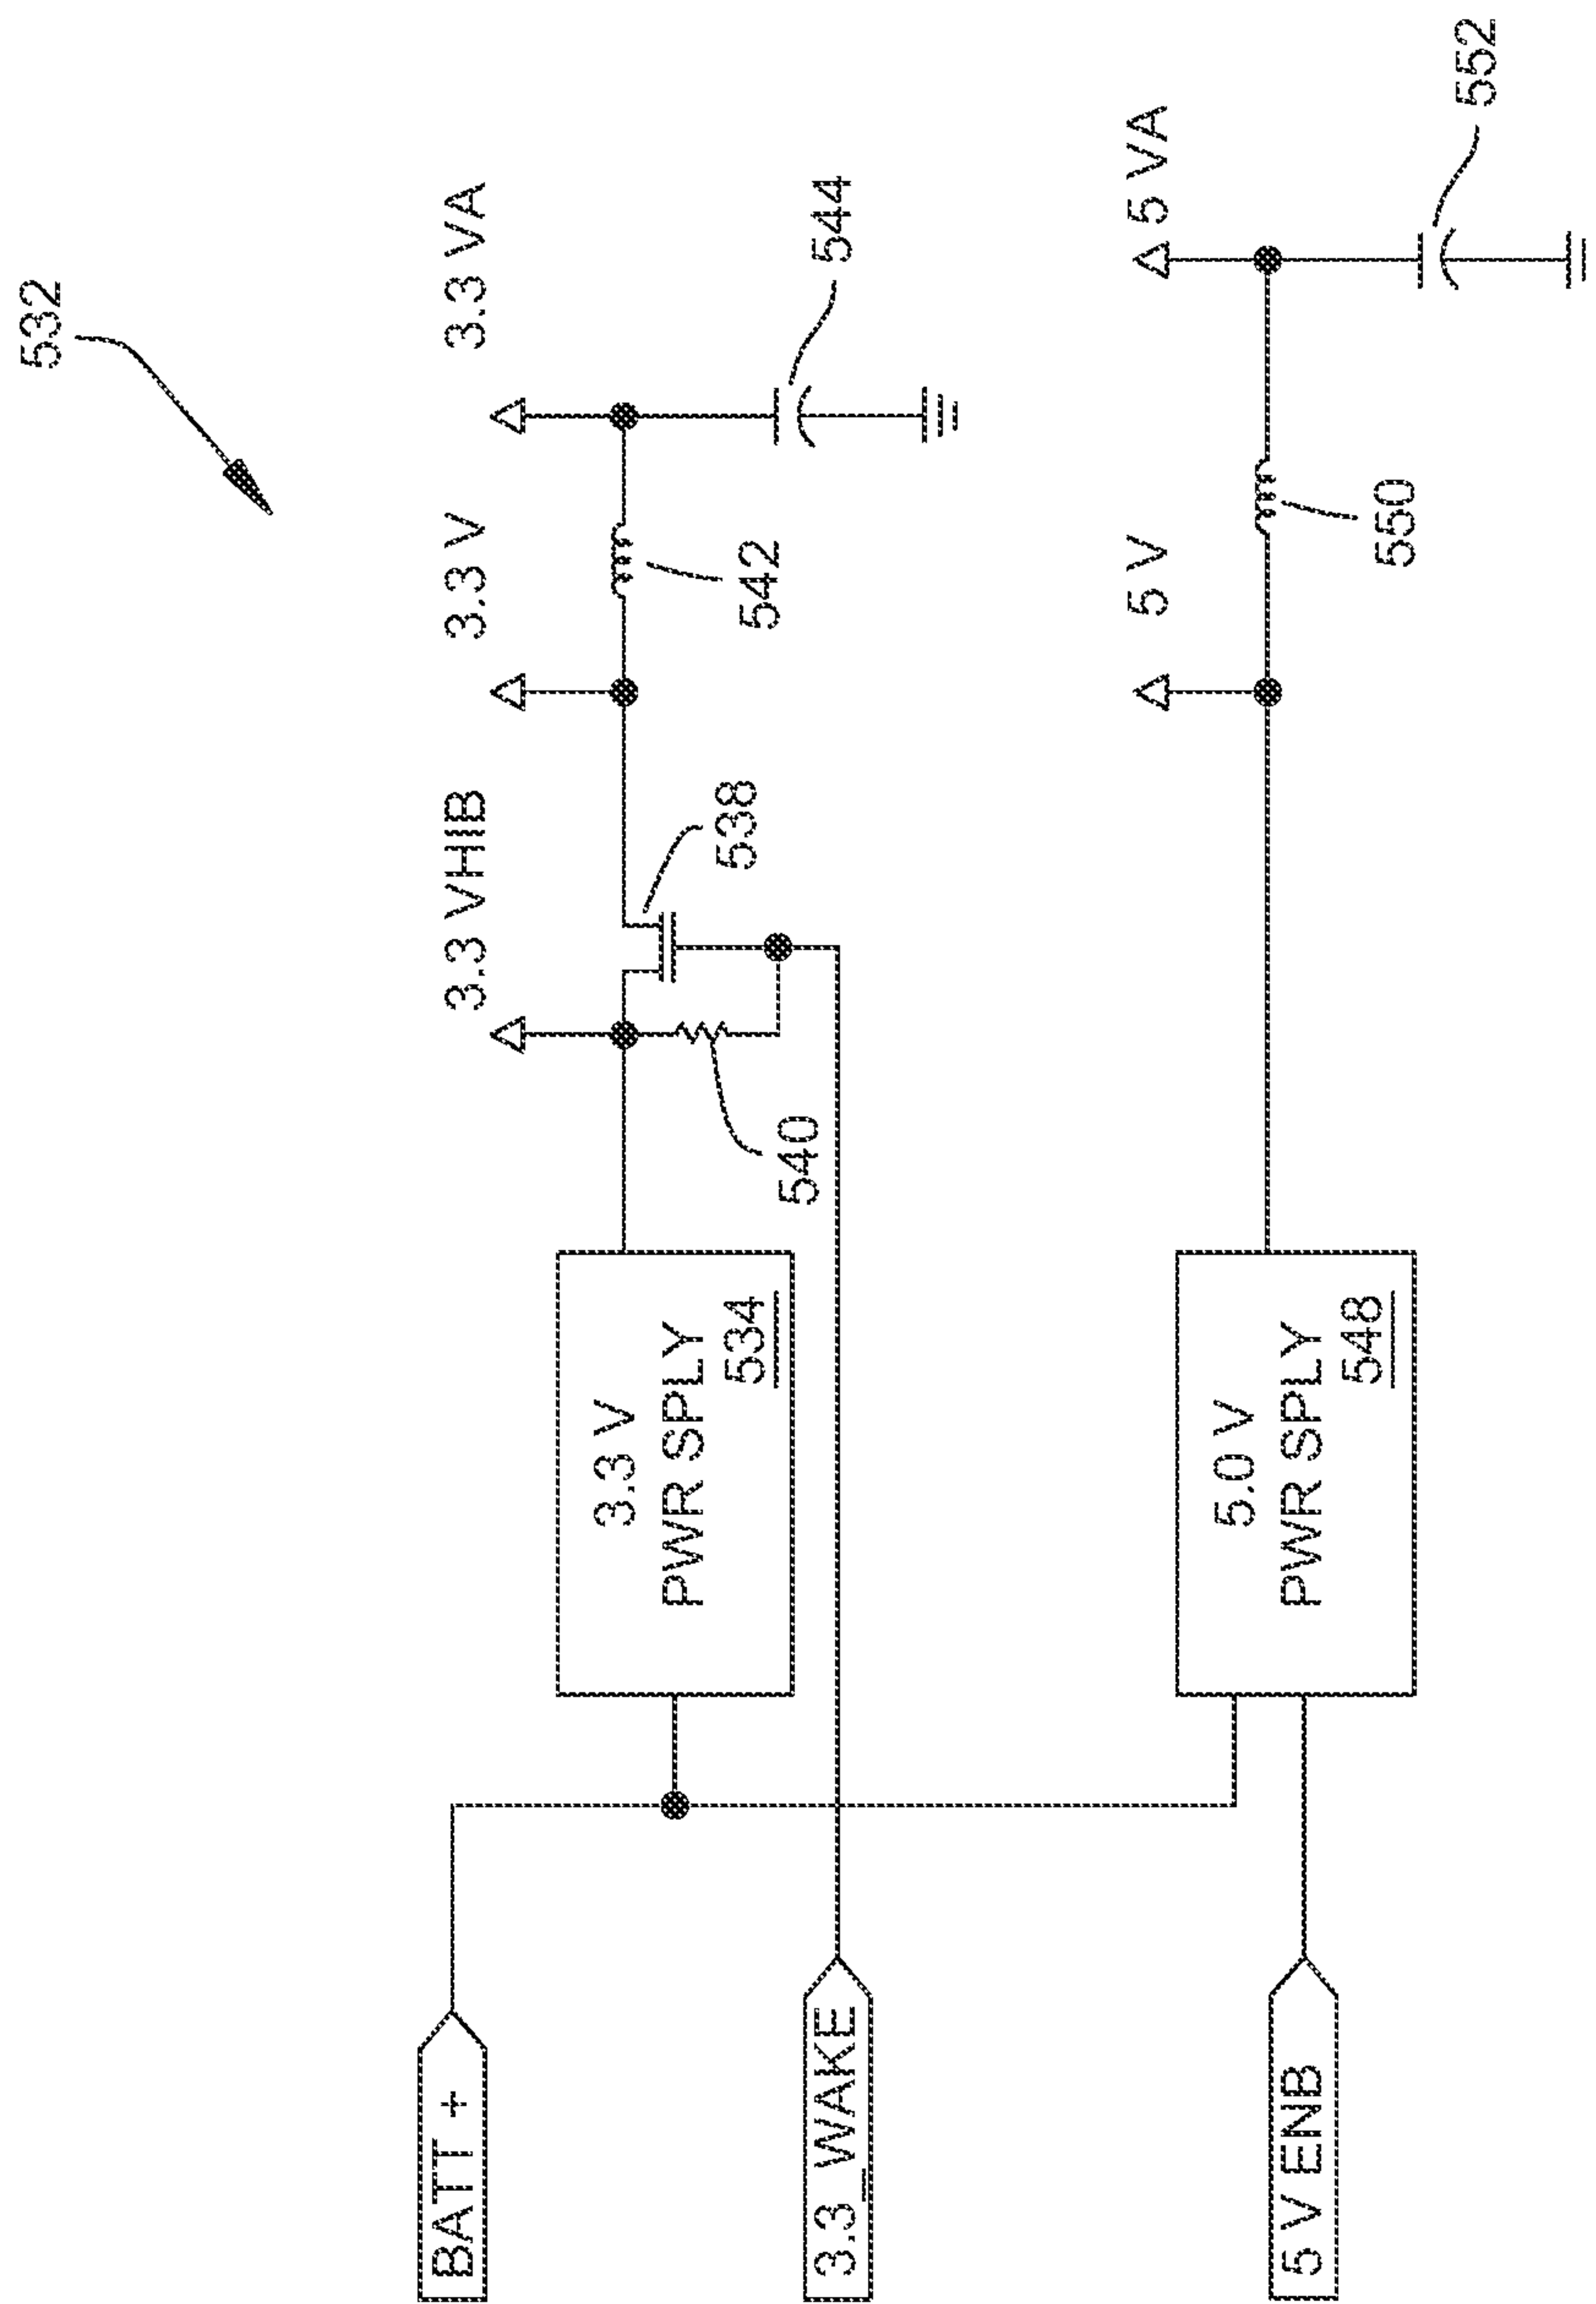 532
3.3 VHIB
3.3 V
3.3 VA
BATT +
3.3 V
PWR SPLY
534
540
538
542
544
3.3_WAKE
5 V
5 VA
5.0 V
PWR SPLY
548
5 V ENB
550
552